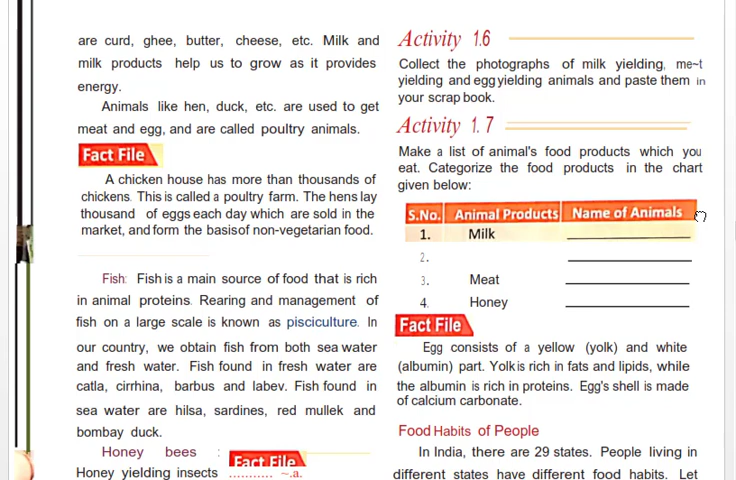 are curd, ghee, butter, cheese, etc. Milk and
milk products help us to grow as it provides
energy.
Animals like hen, duck, etc. are used to get
meat and egg, and are called poultry animals.
Fact File
A chicken house has more than thousands of
chickens. This is called a poultry farm. The hens lay
thousand of eggs each day which are sold in the
market, and form the basisof non-vegetarian food.
Fish: Fish is a main source of food that is rich
in animal proteins. Rearing and management of
fish on a large scale is known as pisciculture. In
our country, we obtain fish from both sea water
and fresh water. Fish found in fresh water are
catla, cirrhina, barbus and labev. Fish found in
sea water are hilsa, sardines, red mullek and
bombay duck.
Honey bees :
Honey yielding insects
Fact File
........... ~.a.
Activity 1.6
Collect the photographs of milk yielding, me~t
yielding and egg yielding animals and paste them in
your scrap book.
Activity 1. 7
Make a list of animal's food products which you
eat. Categorize the food products in the chart
given below:
S.No. Animal Products Name of Animals
1. Milk
2.
3. Meat
4. Honey
Fact File
Egg consists of a yellow (yolk) and white
(albumin) part. Yolk is rich in fats and lipids, while
the albumin is rich in proteins. Egg's shell is made
of calcium carbonate.
Food Habits of People
In India, there are 29 states. People living in
different states have different food habits. Let